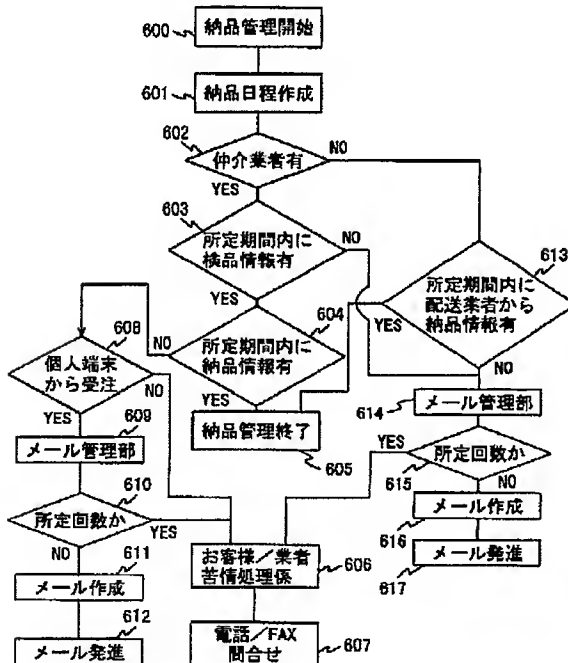 600
納品管理開始
601
納品日程作成
602
仲介業者有
NO
YES
603
所定期間内に
検品情報有
NO
YES
613
所定期間内に
配送業者から
納品情報有
YES
NO
604
所定期間内に
納品情報有
NO
YES
納品管理終了
605
608
個人端末
から受注
NO
YES
609
メール管理部
610
所定回数か
YES
NO
611
メール作成
612
メール発進
614
メール管理部
YES
所定回数か
615
NO
616
メール作成
617
メール発進
お客様/業者
苦情処理係
606
電話/FAX
問合せ
607